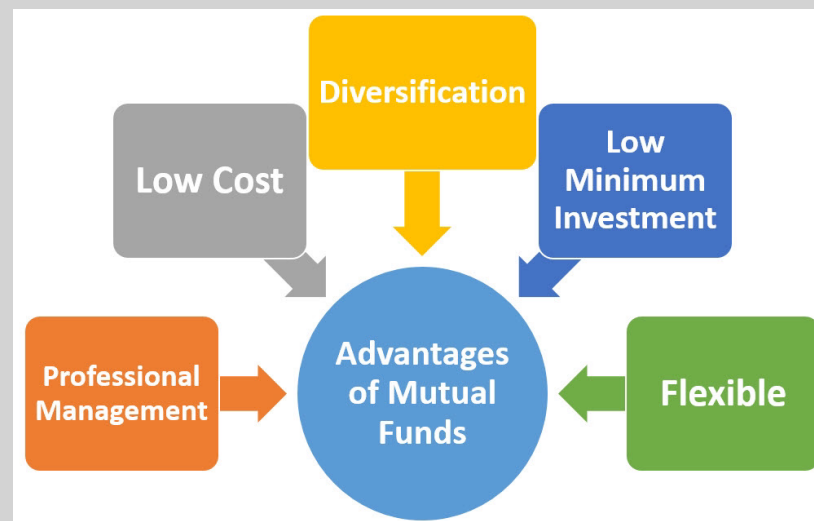 Diversification
Low Cost
Low
Minimum
Investment
Professional
Management
Advantages
of Mutual
Funds
Flexible